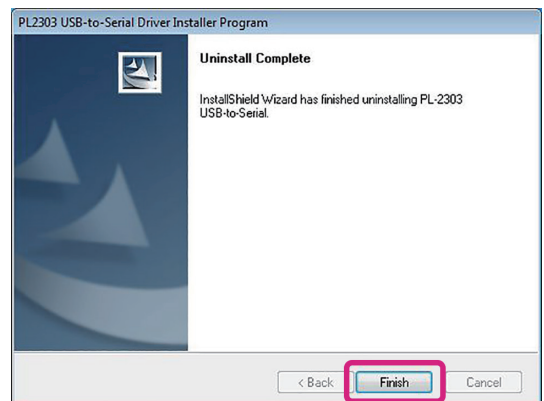 PL2303 USB-to-Serial Driver Installer Program
Uninstall Complete
InstallShield Wizard has finished uninstalling PL-2303
USB-to-Serial.
< Back
Finish
Cancel